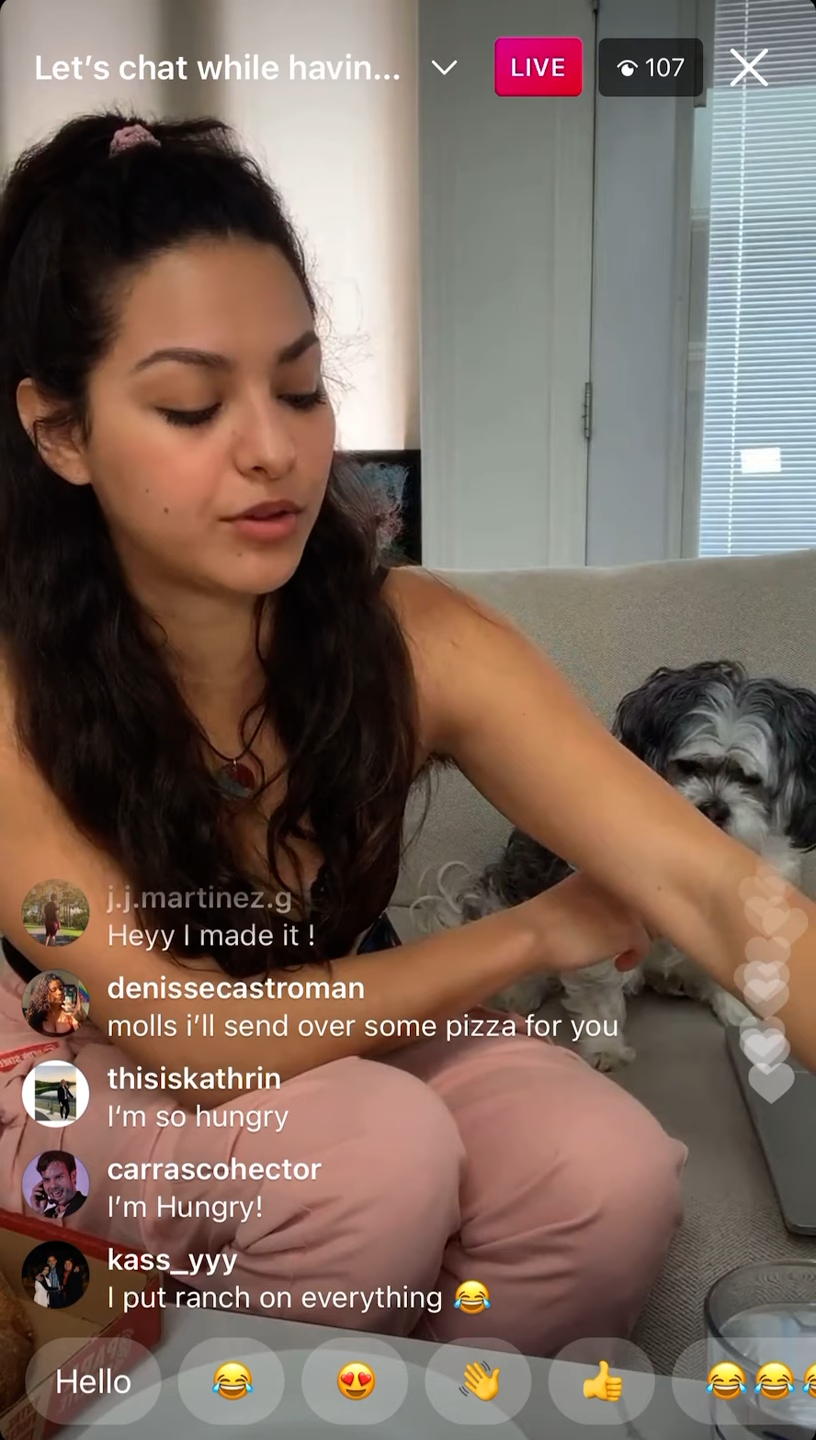 Let’s chat while havin...
LIVE
107
j.j.martinez.g
Heyy I made it !
denissecastroman
molls i’ll send over some pizza for you
thisiskathrin
I‘m so hungry
carrascohector
I’m Hungry!
kass_yyy
I put ranch on everything 😂
Hello